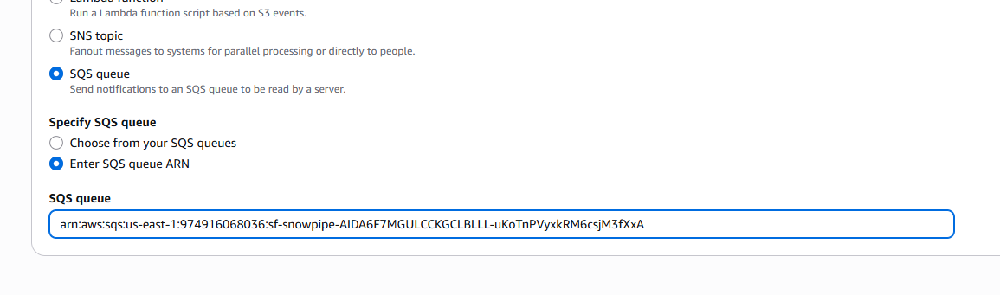 Lambda function
Run a Lambda function script based on S3 events.
SNS topic
Fanout messages to systems for parallel processing or directly to people.
SQS queue
Send notifications to an SQS queue to be read by a server.
Specify SQS queue
Choose from your SQS queues
Enter SQS queue ARN
SQS queue
arn:aws:sqs:us-east-1:974916068036:sf-snowpipe-AIDA6F7MGULCCKGCLBLLL-uKoTnPVyxkRM6csjM3fXxA